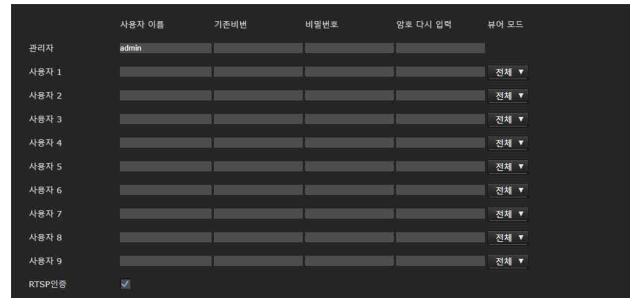 사용자 이름 기존비번 비밀번호 암호 다시 입력 뷰어 모드
관리자 admin
사용자 1 전체 ▼
사용자 2 전체 ▼
사용자 3 전체 ▼
사용자 4 전체 ▼
사용자 5 전체 ▼
사용자 6 전체 ▼
사용자 7 전체 ▼
사용자 8 전체 ▼
사용자 9 전체 ▼
RTSP인증